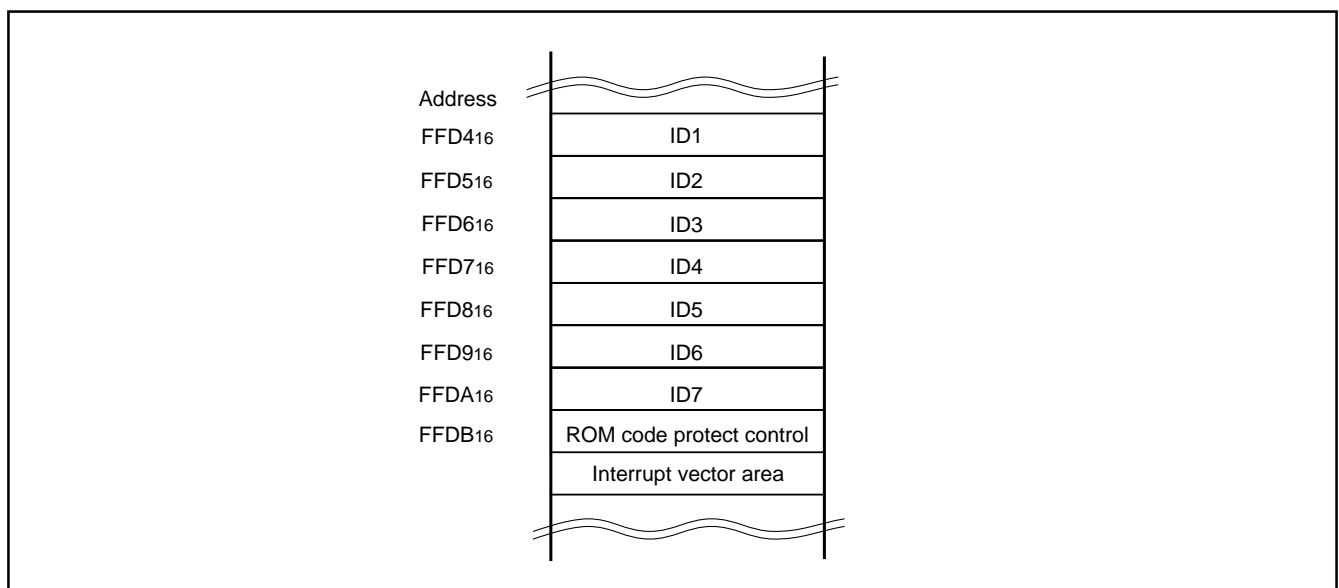 Address
FFD416 ID1
FFD516 ID2
FFD616 ID3
FFD716 ID4
FFD816 ID5
FFD916 ID6
FFDA16 ID7
FFDB16 ROM code protect control
Interrupt vector area